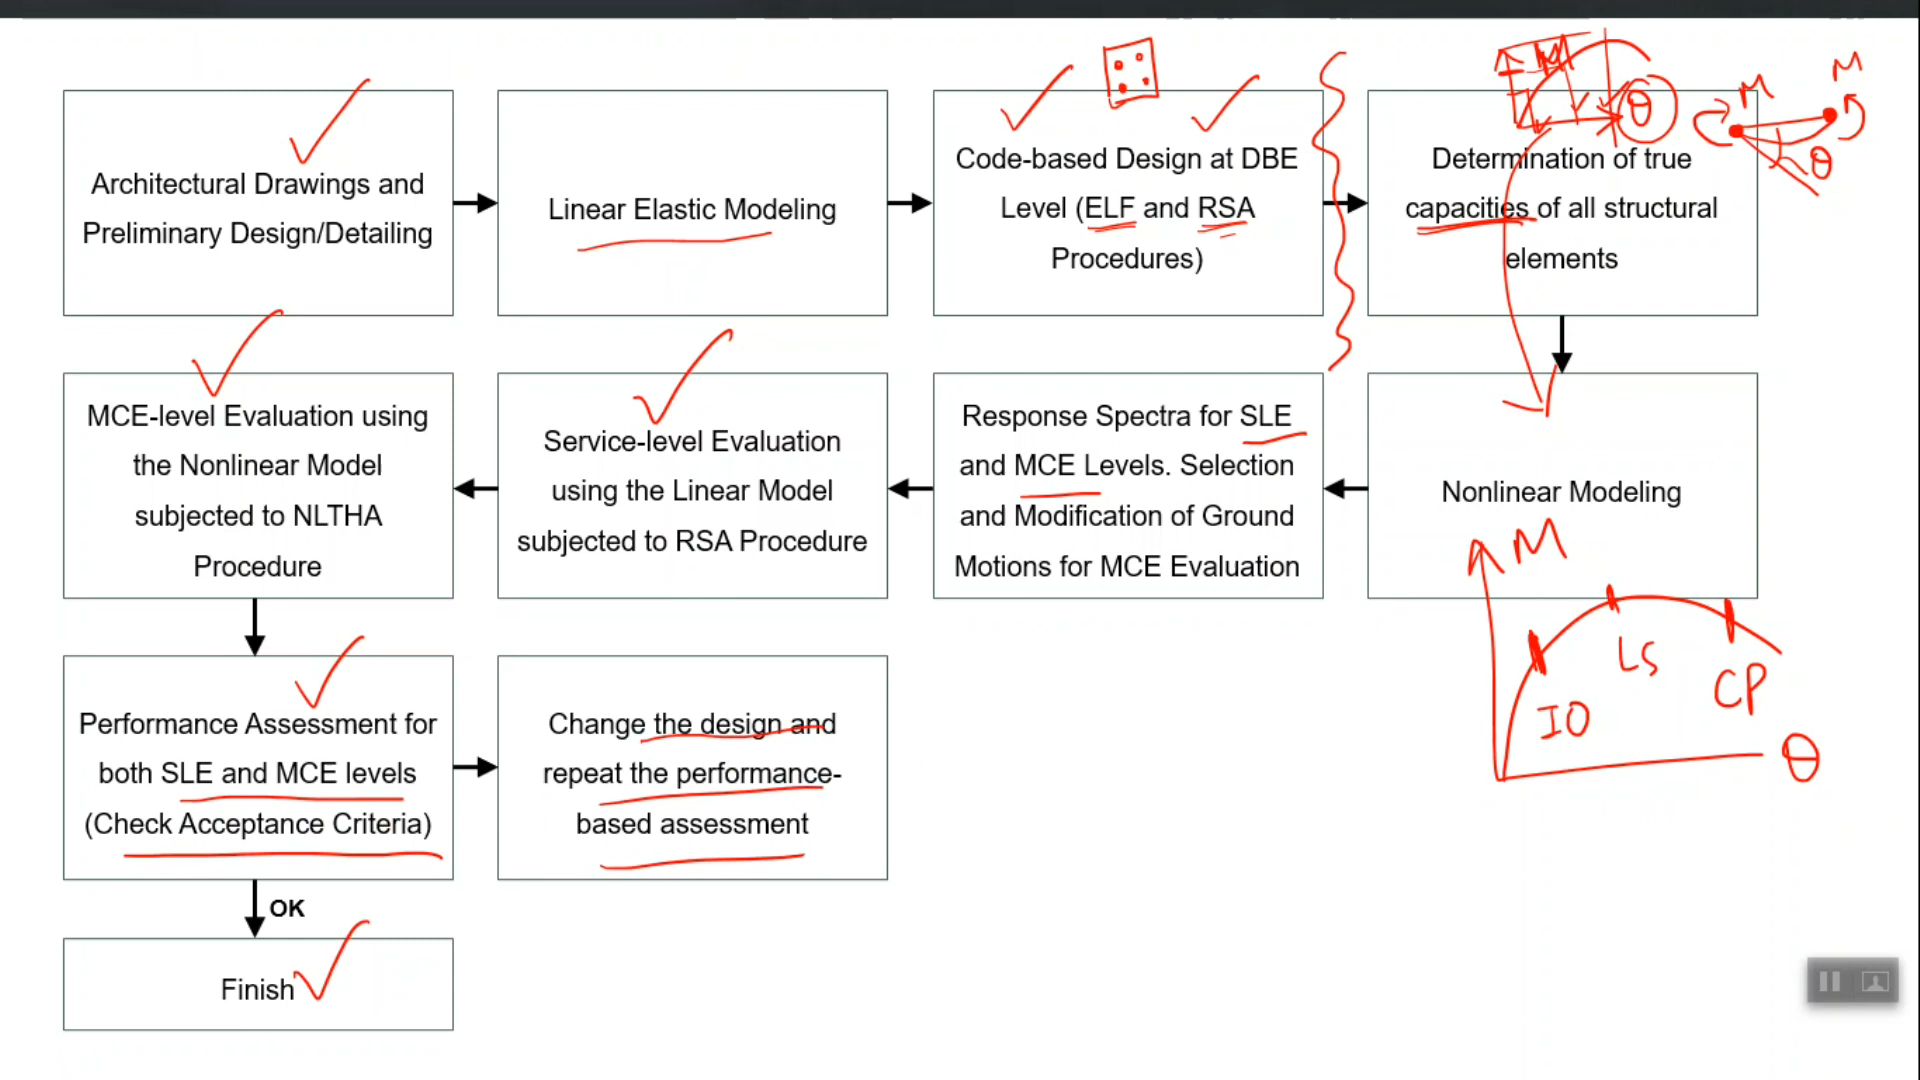 Architectural Drawings and
Preliminary Design/Detailing
Linear Elastic Modeling
Code-based Design at DBE
Level (ELF and RSA
Procedures)
M
θ
M
M
θ
Determination of true
capacities of all structural
elements
MCE-level Evaluation using
the Nonlinear Model
subjected to NLTHA
Procedure
Service-level Evaluation
using the Linear Model
subjected to RSA Procedure
Response Spectra for SLE
and MCE Levels. Selection
and Modification of Ground
Motions for MCE Evaluation
Nonlinear Modeling
M
IO
LS
CP
θ
Performance Assessment for
both SLE and MCE levels
(Check Acceptance Criteria)
Change the design and
repeat the performance-
based assessment
OK
Finish